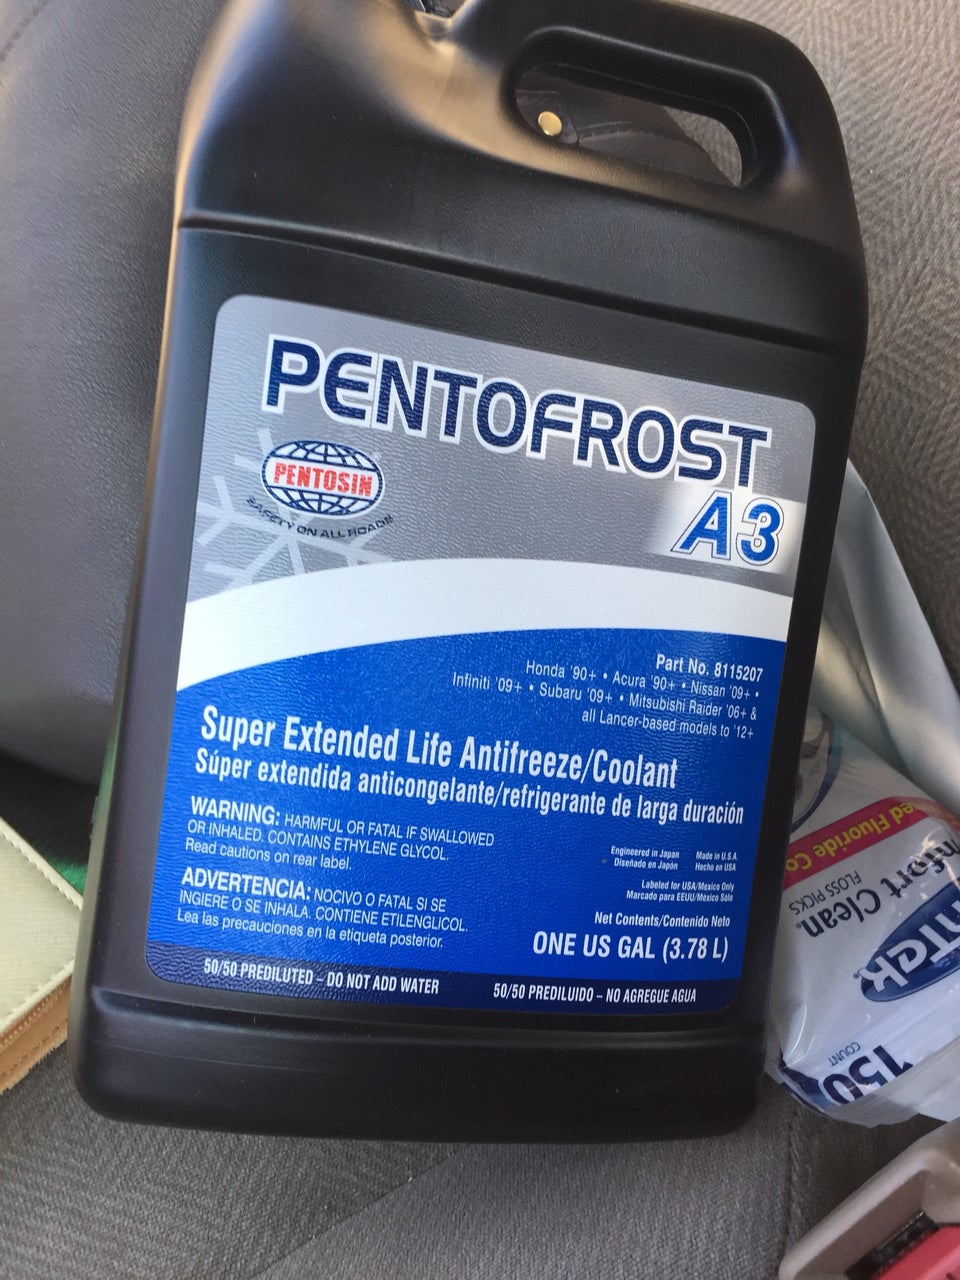 PENTOFROST
PENTOSIN
SAFETY ON ALL ROADS
A3
Part No. 8115207
Honda '90+ • Acura '90+ • Nissan '09+ •
Infiniti '09+ • Subaru '09+ • Mitsubishi Raider '06+ &
all Lancer-based models to '12+
Super Extended Life Antifreeze/Coolant
Súper extendida anticongelante/refrigerante de larga duración
WARNING: HARMFUL OR FATAL IF SWALLOWED
OR INHALED. CONTAINS ETHYLENE GLYCOL.
Read cautions on rear label.
ADVERTENCIA: NOCIVO O FATAL SI SE
INGIERE O SE INHALA. CONTIENE ETILENGLICOL.
Lea las precauciones en la etiqueta posterior.
Engineered in Japan
Diseñado en Japón
Made in U.S.A.
Hecho en USA
Labeled for USA/Mexico Only
Marcado para EEUU/México Sólo
Net Contents/Contenido Neto
ONE US GAL (3.78 L)
50/50 PREDILUTED – DO NOT ADD WATER
50/50 PREDILUIDO – NO AGREGUE AGUA
Fluoride
Clean.
FLOSS PICKS
150
COUNT